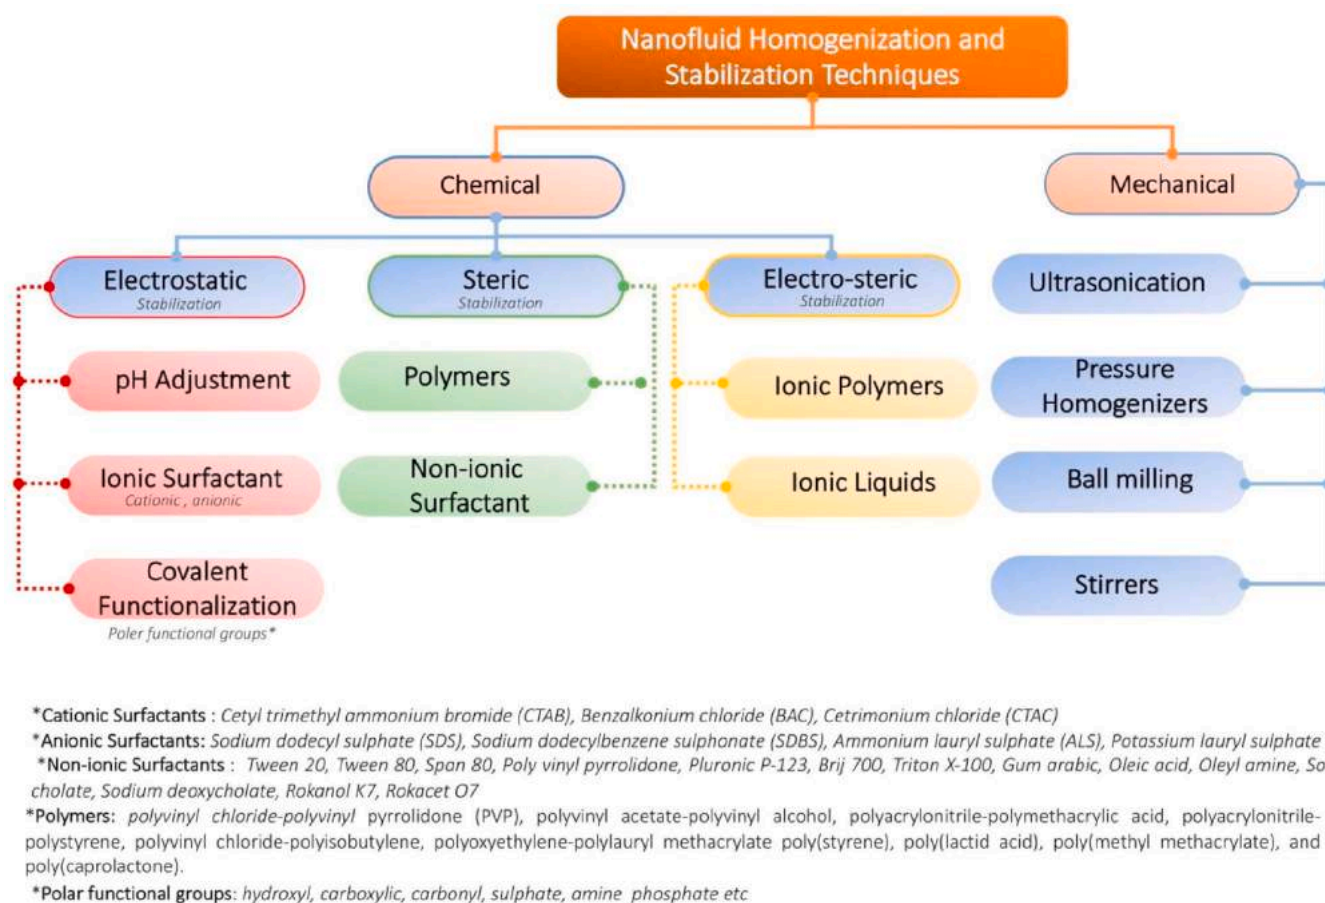 Nanofluid Homogenization and
Stabilization Techniques
Chemical
Mechanical
Electrostatic
Stabilization
Steric
Stabilization
Electro-steric
Stabilization
Ultrasonication
pH Adjustment
Polymers
Ionic Polymers
Pressure
Homogenizers
Ionic Surfactant
Cationic , anionic
Non-ionic
Surfactant
Ionic Liquids
Ball milling
Covalent
Functionalization
Poler functional groups*
Stirrers
*Cationic Surfactants : Cetyl trimethyl ammonium bromide (CTAB), Benzalkonium chloride (BAC), Cetrimonium chloride (CTAC)
*Anionic Surfactants: Sodium dodecyl sulphate (SDS), Sodium dodecylbenzene sulphonate (SDBS), Ammonium lauryl sulphate (ALS), Potassium lauryl sulphate
*Non-ionic Surfactants : Tween 20, Tween 80, Span 80, Poly vinyl pyrrolidone, Pluronic P-123, Brij 700, Triton X-100, Gum arabic, Oleic acid, Oleyl amine, So
cholate, Sodium deoxycholate, Rokanol K7, Rokacet O7
*Polymers: polyvinyl chloride-polyvinyl pyrrolidone (PVP), polyvinyl acetate-polyvinyl alcohol, polyacrylonitrile-polymethacrylic acid, polyacrylonitrile-
polystyrene, polyvinyl chloride-polyisobutylene, polyoxyethylene-polylauryl methacrylate poly(styrene), poly(lactid acid), poly(methyl methacrylate), and
poly(caprolactone).
*Polar functional groups: hydroxyl, carboxylic, carbonyl, sulphate, amine phosphate etc